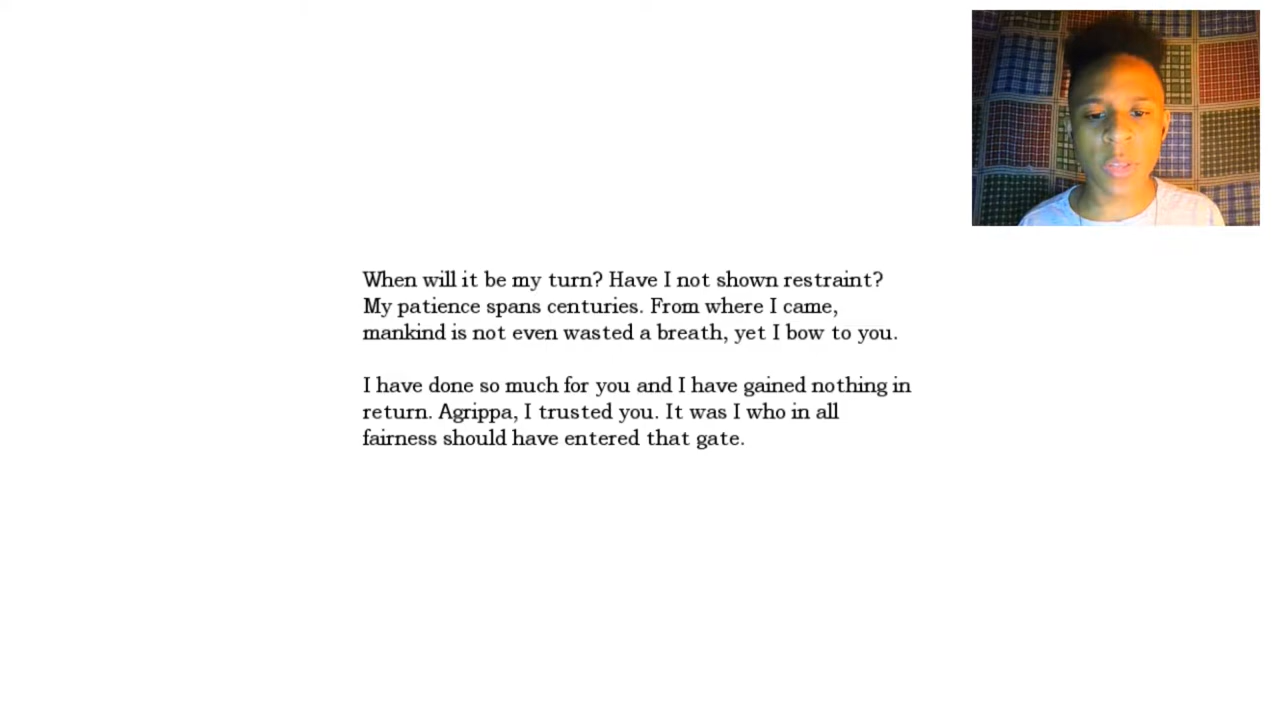 When will it be my turn? Have I not shown restraint?
My patience spans centuries. From where I came,
mankind is not even wasted a breath, yet I bow to you.
I have done so much for you and I have gained nothing in
return. Agrippa, I trusted you. It was I who in all
fairness should have entered that gate.